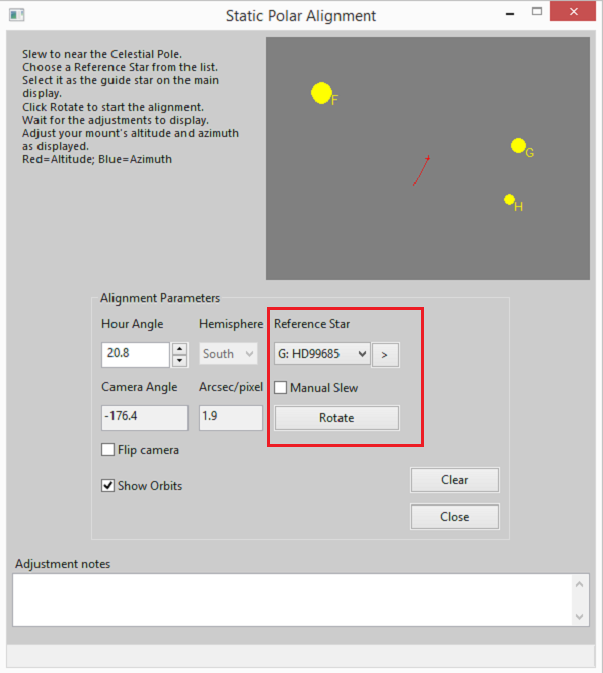 Static Polar Alignment
Slew to near the Celestial Pole.
Choose a Reference Star from the list.
Select it as the guide star on the main
display.
Click Rotate to start the alignment.
Wait for the adjustments to display.
Adjust your mount's altitude and azimuth
as displayed.
Red=Altitude; Blue=Azimuth
F
G
H
Alignment Parameters
Hour Angle Hemisphere Reference Star
20.8 South G: HD99685 >
Camera Angle Arcsec/pixel Manual Slew
-176.4 1.9 Rotate
Flip camera
Show Orbits
Clear
Close
Adjustment notes